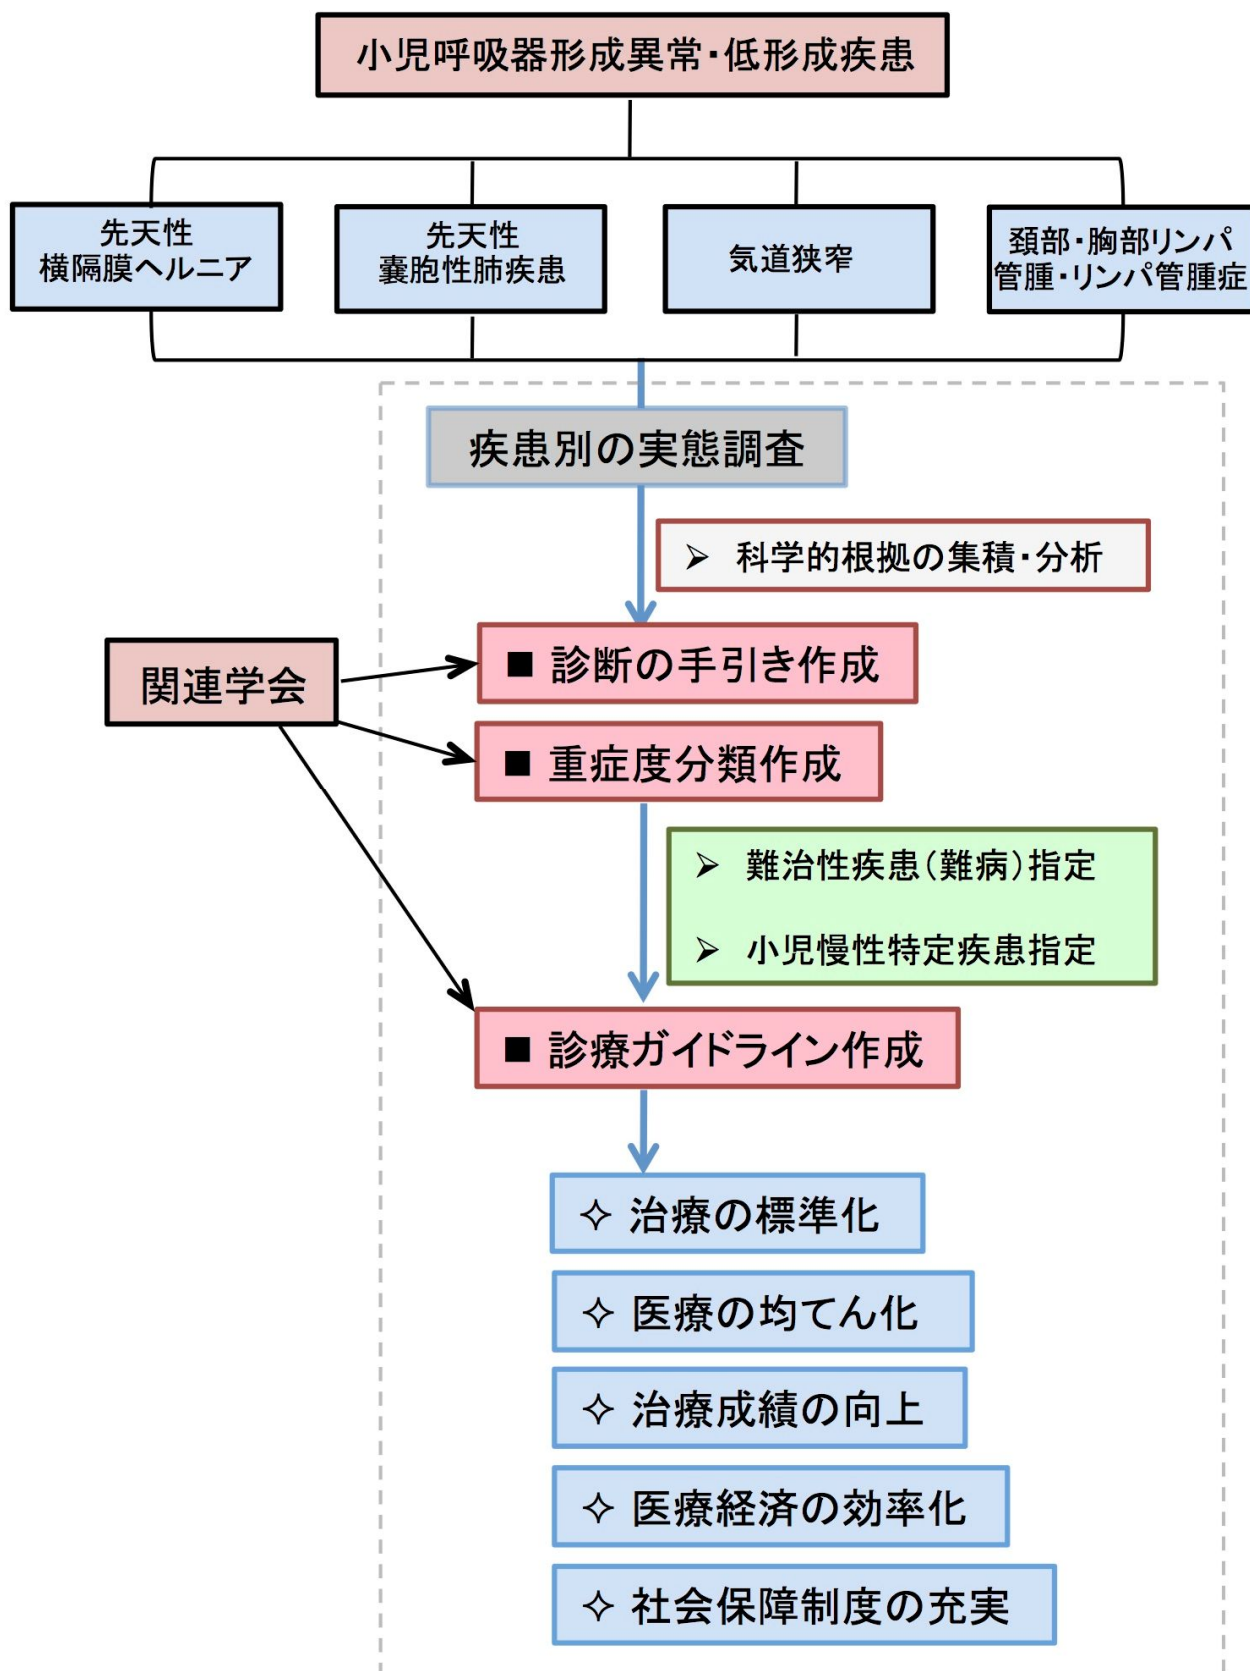 小児呼吸器形成異常・低形成疾患
先天性
横隔膜ヘルニア
先天性
嚢胞性肺疾患
気道狭窄
頚部・胸部リンパ
管腫・リンパ管腫症
疾患別の実態調査
➢ 科学的根拠の集積・分析
関連学会
■ 診断の手引き作成
■ 重症度分類作成
➢ 難治性疾患（難病）指定
➢ 小児慢性特定疾患指定
■ 診療ガイドライン作成
✧ 治療の標準化
✧ 医療の均てん化
✧ 治療成績の向上
✧ 医療経済の効率化
✧ 社会保障制度の充実